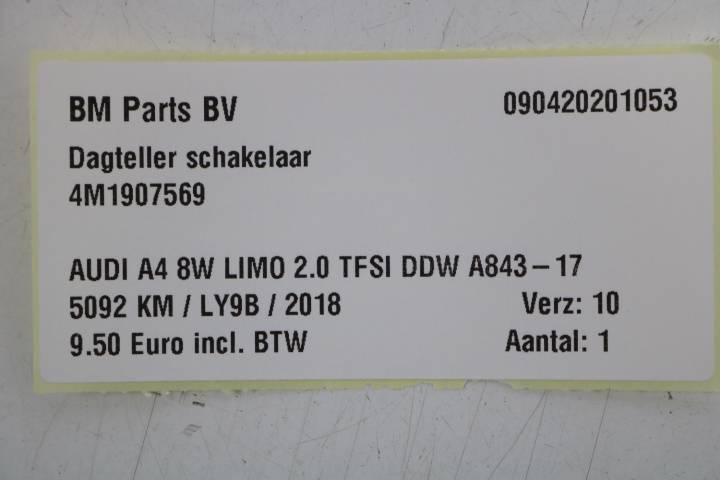 BM Parts BV 090420201053
Dagteller schakelaar
4M1907569
AUDI A4 8W LIMO 2.0 TFSI DDW A843-17
5092 KM / LY9B / 2018 Verz: 10
9.50 Euro incl. BTW Aantal: 1